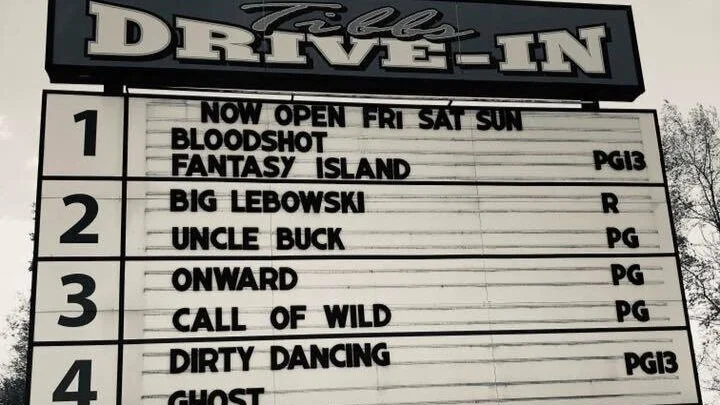 Tibbs
DRIVE-IN
1
NOW OPEN FRI SAT SUN
BLOODSHOT
FANTASY ISLAND PG13
2
BIG LEBOWSKI R
UNCLE BUCK PG
3
ONWARD PG
CALL OF WILD PG
4
DIRTY DANCING PG13
GHOST